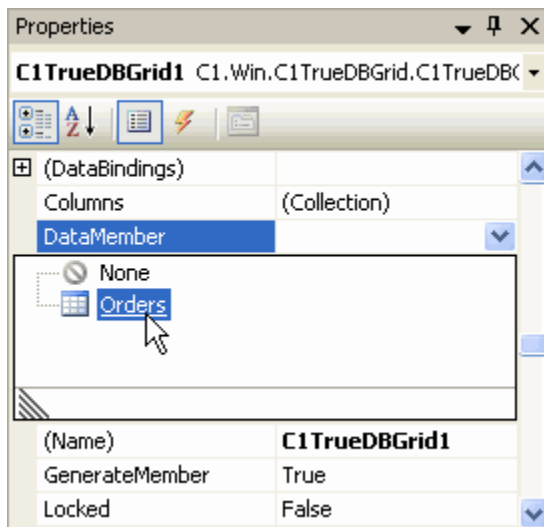 Properties
C1TrueDBGrid1 C1.Win.C1TrueDBGrid.C1TrueDB(
(DataBindings)
Columns (Collection)
DataMember
None
Orders
(Name) C1TrueDBGrid1
GenerateMember True
Locked False